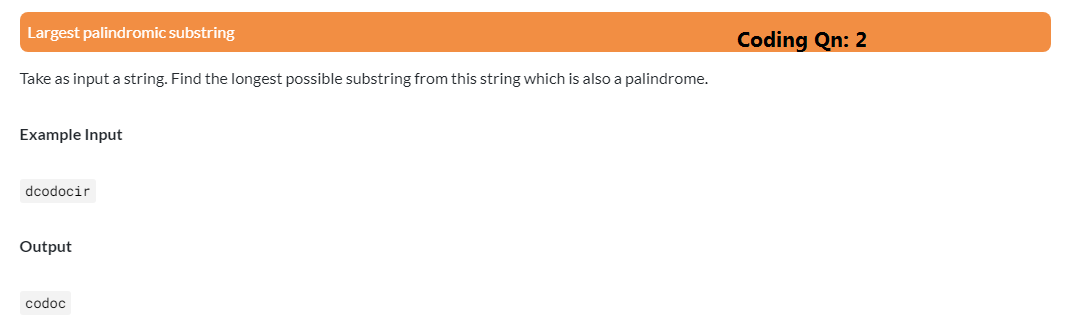 Largest palindromic substring
Coding Qn: 2
Take as input a string. Find the longest possible substring from this string which is also a palindrome.
Example Input
dcodocir
Output
codoc